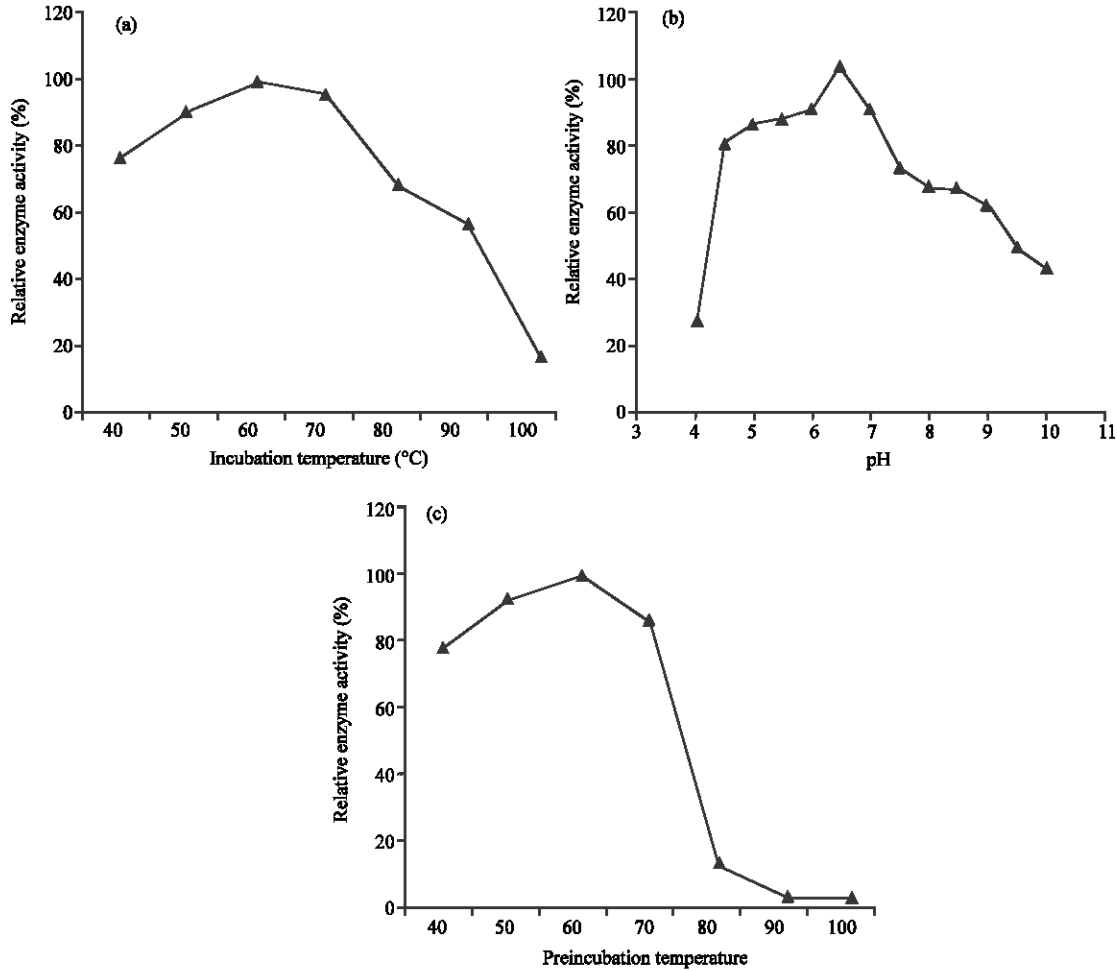 (a)
120
100
80
60
40
20
0
Relative enzyme activity (%)
40 50 60 70 80 90 100
Incubation temperature (°C)
(b)
120
100
80
60
40
20
0
Relative enzyme activity (%)
3 4 5 6 7 8 9 10 11
pH
(c)
120
100
80
60
40
20
0
Relative enzyme activity (%)
40 50 60 70 80 90 100
Preincubation temperature